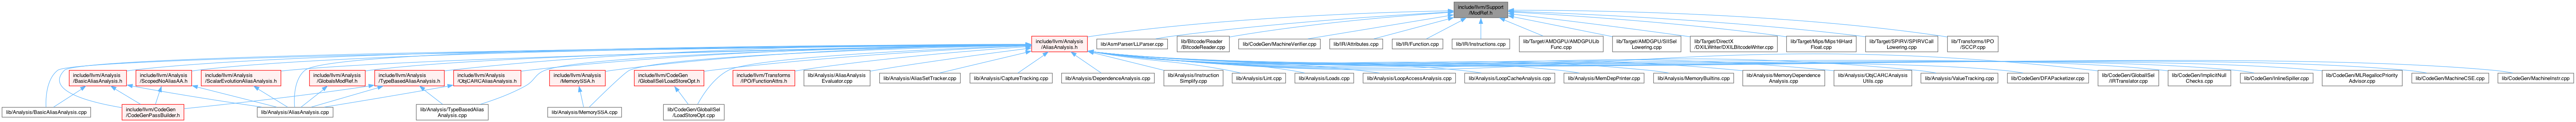 include/llvm/Support
/ModRef.h
include/llvm/Analysis
/AliasAnalysis.h
lib/AsmParser/LLParser.cpp
lib/Bitcode/Reader
/BitcodeReader.cpp
lib/CodeGen/MachineVerifier.cpp
lib/IR/Attributes.cpp
lib/IR/Function.cpp
lib/IR/Instructions.cpp
lib/Target/AMDGPU/AMDGPULib
Func.cpp
lib/Target/AMDGPU/SIISel
Lowering.cpp
lib/Target/DirectX
/DXILWriter/DXILBitcodeWriter.cpp
lib/Target/Mips/Mips16Hard
Float.cpp
lib/Target/SPIRV/SPIRVCall
Lowering.cpp
lib/Transforms/IPO
/SCCP.cpp
include/llvm/Analysis
/BasicAliasAnalysis.h
include/llvm/Analysis
/ScopedNoAliasAA.h
include/llvm/Analysis
/ScalarEvolutionAliasAnalysis.h
include/llvm/Analysis
/GlobalsModRef.h
include/llvm/Analysis
/TypeBasedAliasAnalysis.h
include/llvm/Analysis
/ObjCARCAliasAnalysis.h
include/llvm/Analysis
/MemorySSA.h
include/llvm/CodeGen
/GlobalISel/LoadStoreOpt.h
include/llvm/Transforms
/IPO/FunctionAttrs.h
lib/Analysis/AliasAnalysis
Evaluator.cpp
lib/Analysis/AliasSetTracker.cpp
lib/Analysis/CaptureTracking.cpp
lib/Analysis/DependenceAnalysis.cpp
lib/Analysis/Instruction
Simplify.cpp
lib/Analysis/Lint.cpp
lib/Analysis/Loads.cpp
lib/Analysis/LoopAccessAnalysis.cpp
lib/Analysis/LoopCacheAnalysis.cpp
lib/Analysis/MemDepPrinter.cpp
lib/Analysis/MemoryBuiltins.cpp
lib/Analysis/MemoryDependence
Analysis.cpp
lib/Analysis/ObjCARCAnalysis
Utils.cpp
lib/Analysis/ValueTracking.cpp
lib/CodeGen/DFAPacketizer.cpp
lib/CodeGen/GlobalISel
/IRTranslator.cpp
lib/CodeGen/ImplicitNull
Checks.cpp
lib/CodeGen/InlineSpiller.cpp
lib/CodeGen/MLRegallocPriority
Advisor.cpp
lib/CodeGen/MachineCSE.cpp
lib/CodeGen/MachineInstr.cpp
lib/Analysis/BasicAliasAnalysis.cpp
include/llvm/CodeGen
/CodeGenPassBuilder.h
lib/Analysis/AliasAnalysis.cpp
lib/Analysis/TypeBasedAlias
Analysis.cpp
lib/Analysis/MemorySSA.cpp
lib/CodeGen/GlobalISel
/LoadStoreOpt.cpp